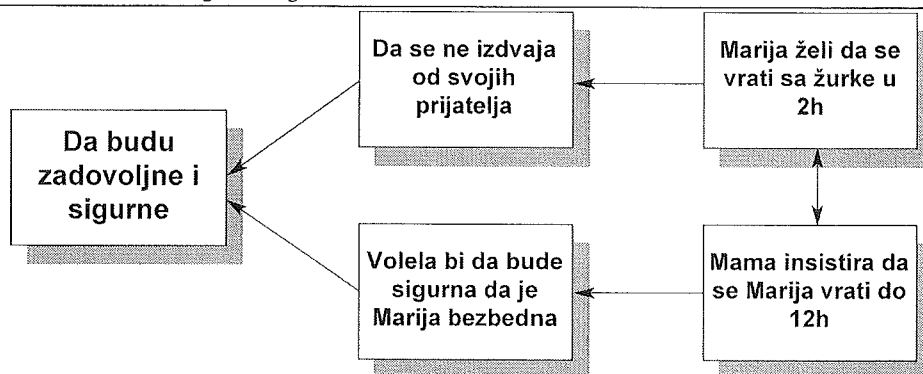 Da budu
zadovoljne i
sigurne
Da se ne izdvaja
od svojih
prijatelja
Marija želi da se
vrati sa žurke u
2h
Volela bi da bude
sigurna da je
Marija bezbedna
Mama insistira da
se Marija vrati do
12h